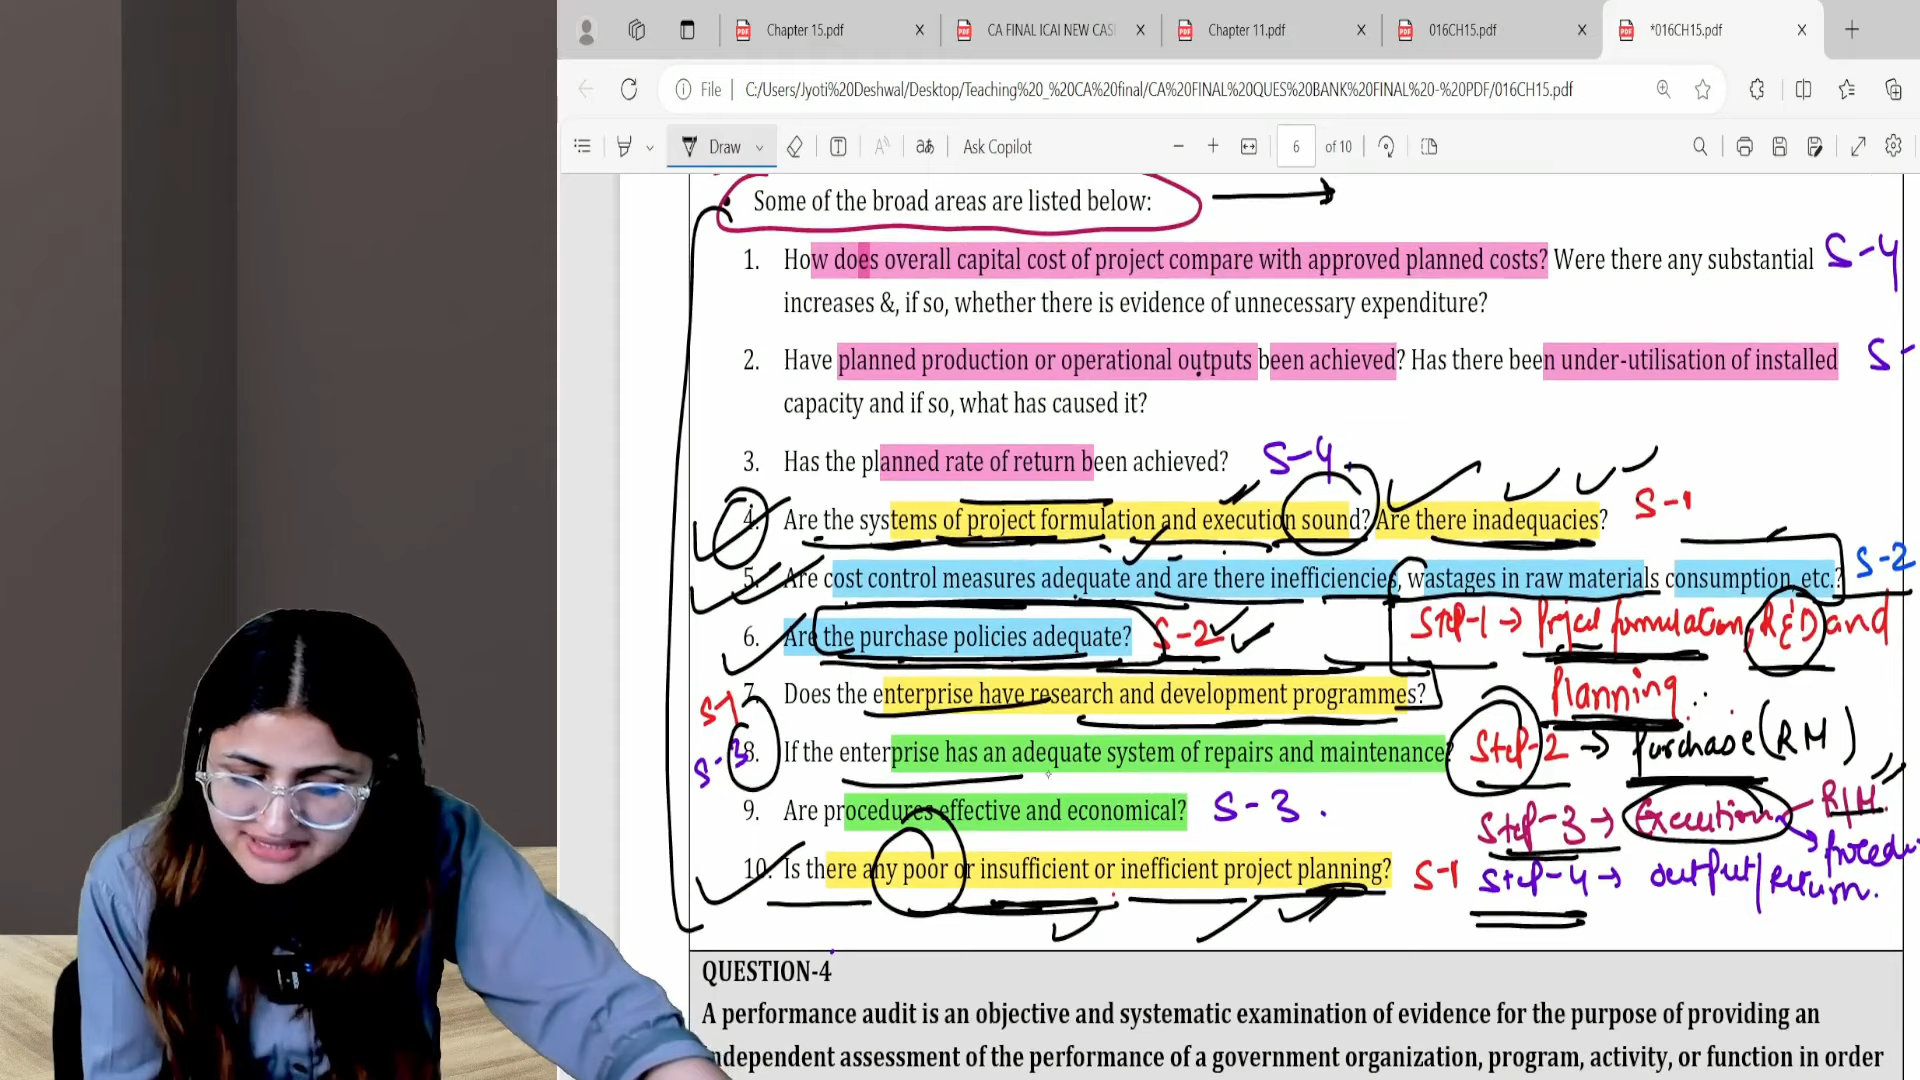 Chapter 15.pdf
CA FINAL ICAI NEW CAS
Chapter 11.pdf
016CH15.pdf
*016CH15.pdf
File
C:/Users/Jyoti%20Deshwal/Desktop/Teaching%20_%20CA%20final/CA%20FINAL%20QUES%20BANK%20FINAL%20-%20PDF/016CH15.pdf
Draw
Ask Copilot
6 of 10
Some of the broad areas are listed below:
1. How does overall capital cost of project compare with approved planned costs? Were there any substantial S-4
increases &, if so, whether there is evidence of unnecessary expenditure?
2. Have planned production or operational outputs been achieved? Has there been under-utilisation of installed S-
capacity and if so, what has caused it?
3. Has the planned rate of return been achieved? S-4
4. Are the systems of project formulation and execution sound? Are there inadequacies? S-1
5. Are cost control measures adequate and are there inefficiencies, wastages in raw materials consumption, etc.? S-2
6. Are the purchase policies adequate? S-2
Step-1 → Project formulation, R&D and
Planning
7. Does the enterprise have research and development programmes?
S-1
8. If the enterprise has an adequate system of repairs and maintenance?
S-3
Step-2 → Purchase (RM)
9. Are procedures effective and economical? S-3
Step-3 → Execution R/M.
10. Is there any poor or insufficient or inefficient project planning? S-1
Step-4 → output/return.
QUESTION-4
A performance audit is an objective and systematic examination of evidence for the purpose of providing an
independent assessment of the performance of a government organization, program, activity, or function in order